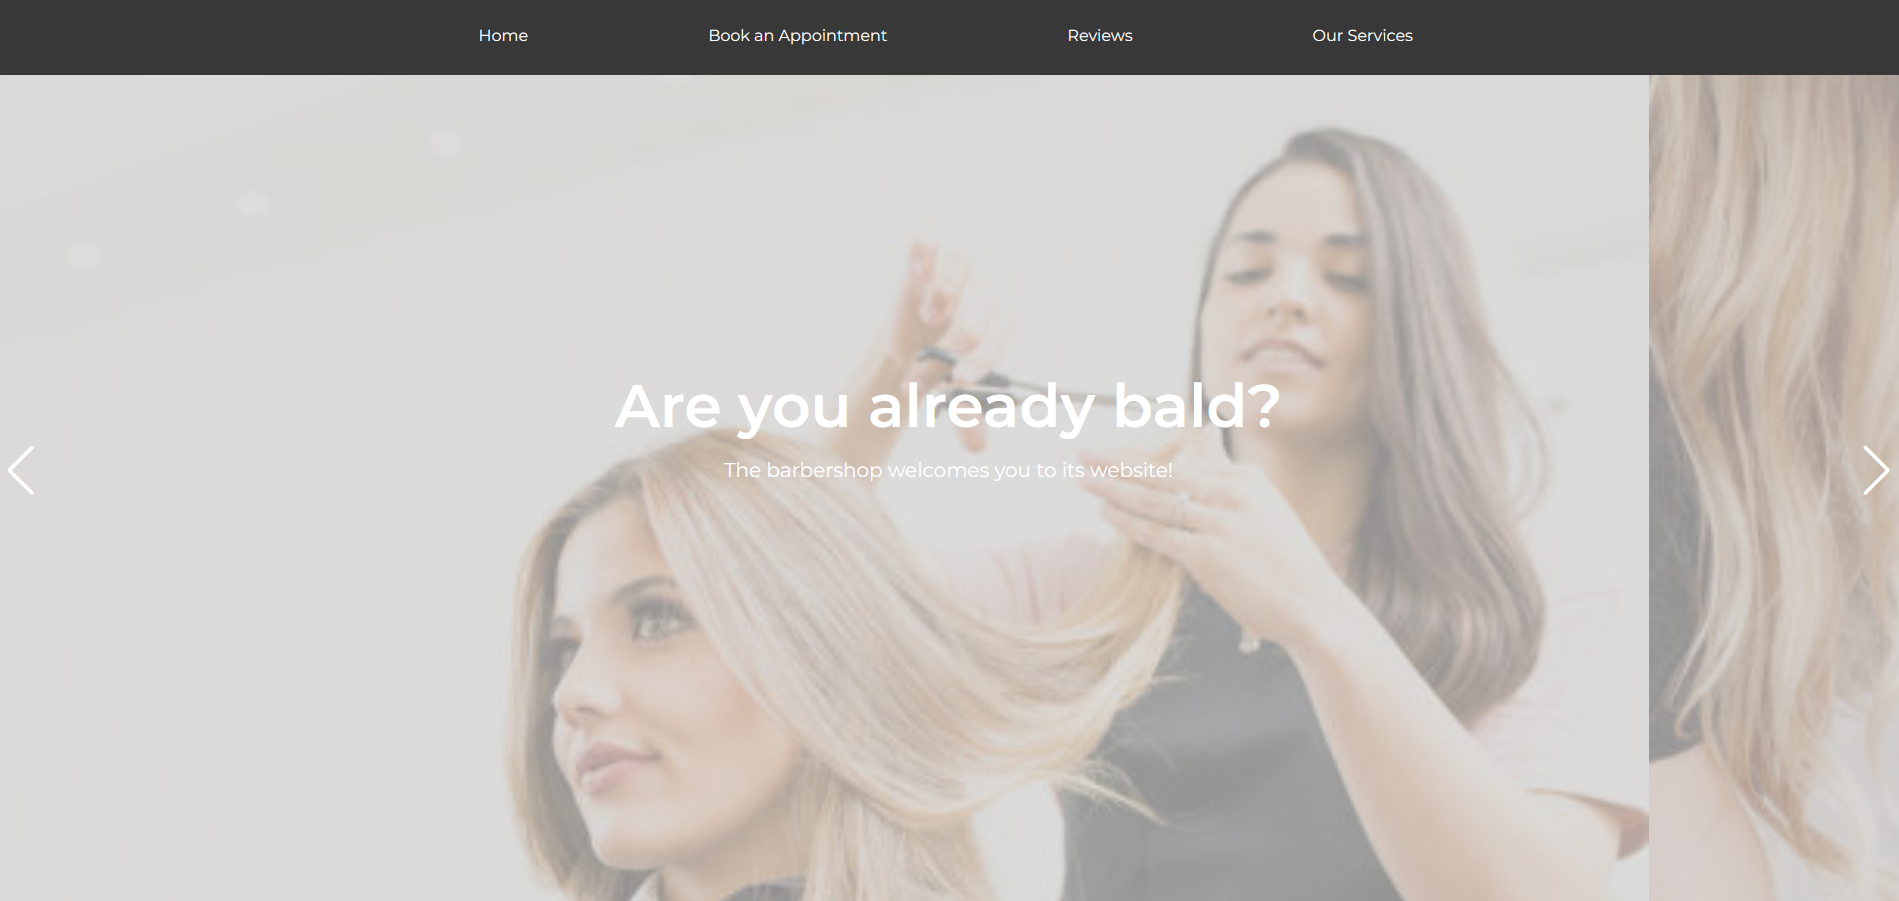 Home Book an Appointment Reviews Our Services
Are you already bald?
The barbershop welcomes you to its website!